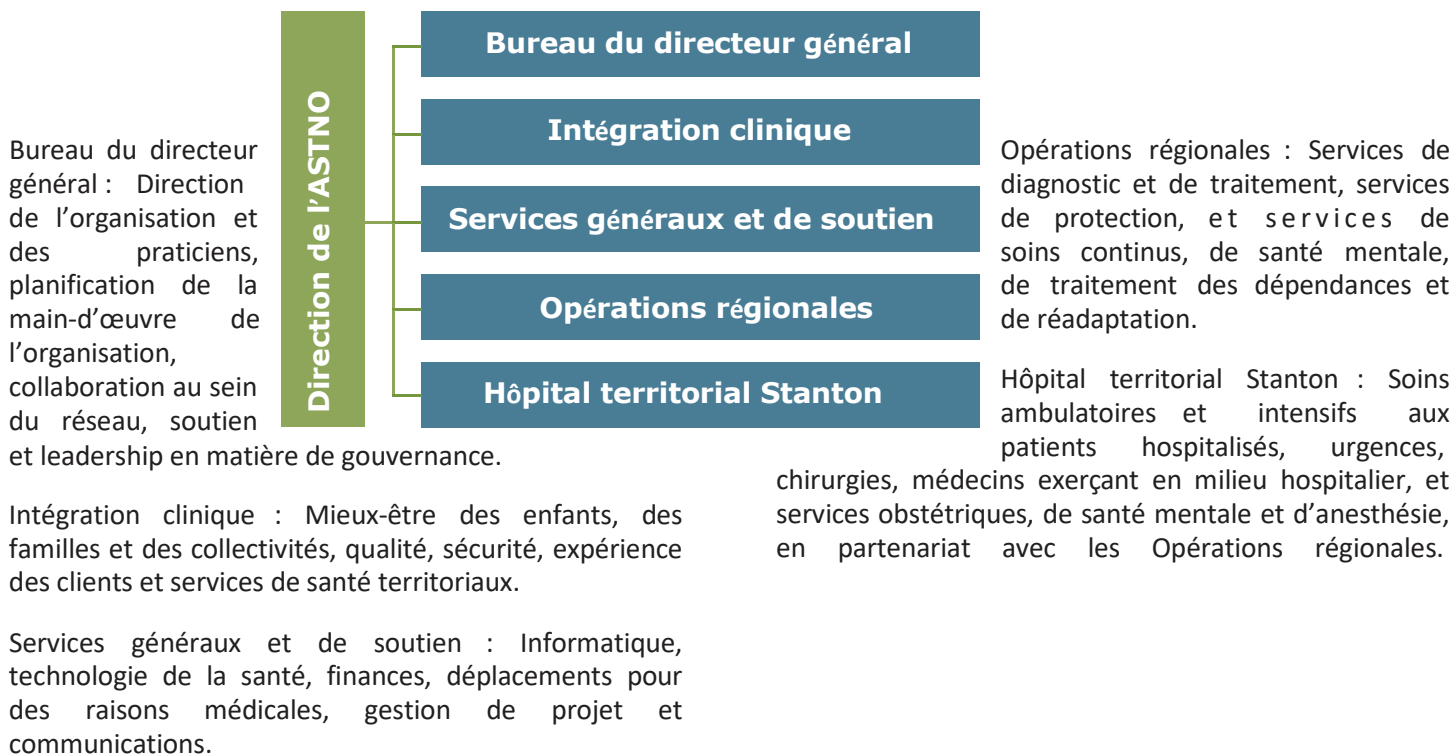 Direction de l'ASTNO
Bureau du directeur général
Intégration clinique
Services généraux et de soutien
Opérations régionales
Hôpital territorial Stanton
Bureau du directeur
général : Direction
de l’organisation et
des praticiens,
planification de la
main-d’œuvre de
l’organisation,
collaboration au sein
du réseau, soutien
et leadership en matière de gouvernance.
Intégration clinique : Mieux-être des enfants, des
familles et des collectivités, qualité, sécurité, expérience
des clients et services de santé territoriaux.
Services généraux et de soutien : Informatique,
technologie de la santé, finances, déplacements pour
des raisons médicales, gestion de projet et
communications.
Opérations régionales : Services de
diagnostic et de traitement, services
de protection, et services de
soins continus, de santé mentale,
de traitement des dépendances et
de réadaptation.
Hôpital territorial Stanton : Soins
ambulatoires et intensifs aux
patients hospitalisés, urgences,
chirurgies, médecins exerçant en milieu hospitalier, et
services obstétriques, de santé mentale et d’anesthésie,
en partenariat avec les Opérations régionales.